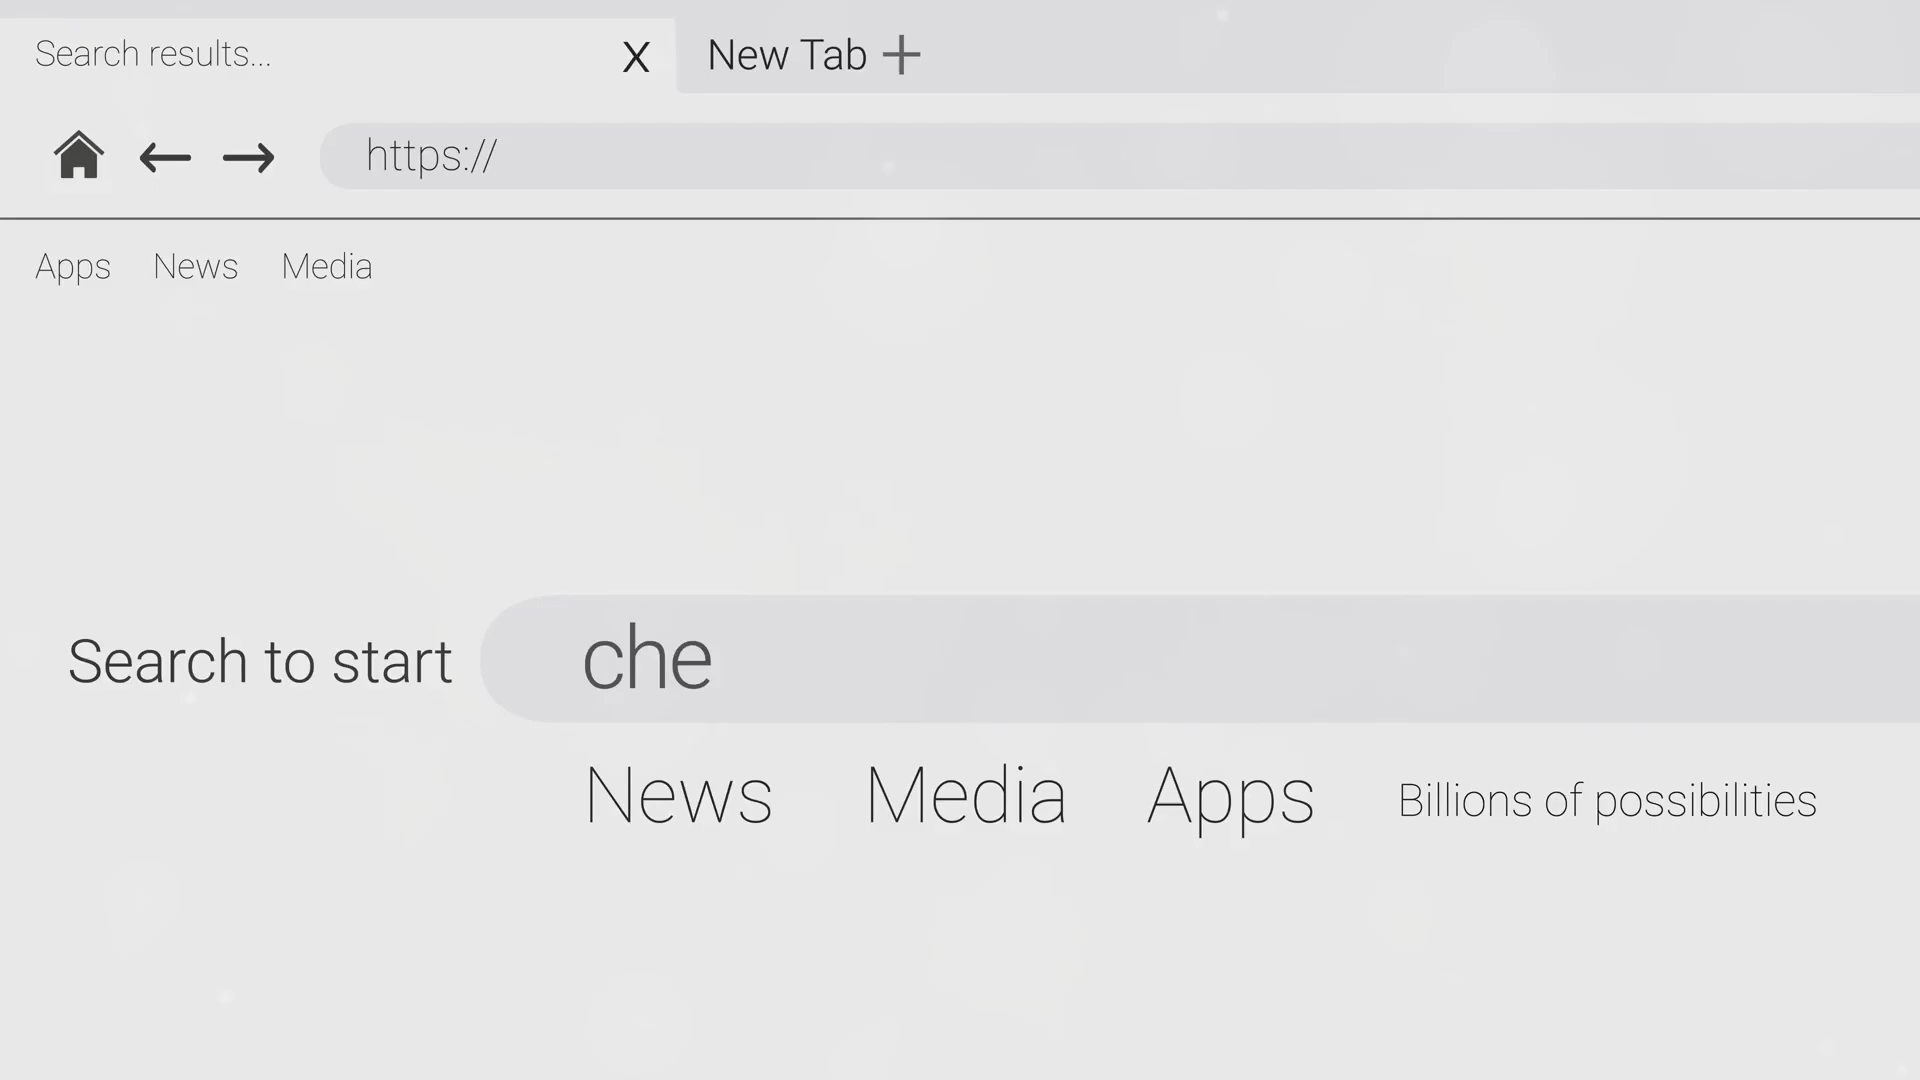 Search results... X New Tab +
https://
Apps News Media
Search to start che
News Media Apps Billions of possibilities